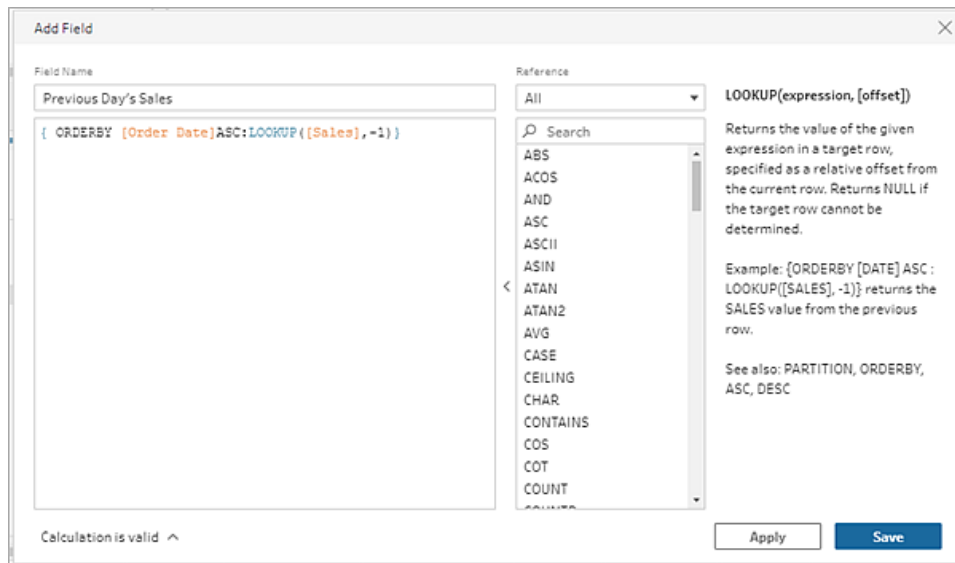 Add Field
Field Name
Previous Day's Sales
{ ORDERBY [Order Date]ASC:LOOKUP([Sales],-1)}
Reference
All
Search
ABS
ACOS
AND
ASC
ASCII
ASIN
ATAN
ATAN2
AVG
CASE
CEILING
CHAR
CONTAINS
COS
COT
COUNT
COUNTD
LOOKUP(expression, [offset])
Returns the value of the given
expression in a target row,
specified as a relative offset from
the current row. Returns NULL if
the target row cannot be
determined.
Example: {ORDERBY [DATE] ASC :
LOOKUP([SALES], -1)} returns the
SALES value from the previous
row.
See also: PARTITION, ORDERBY,
ASC, DESC
Calculation is valid
Apply
Save